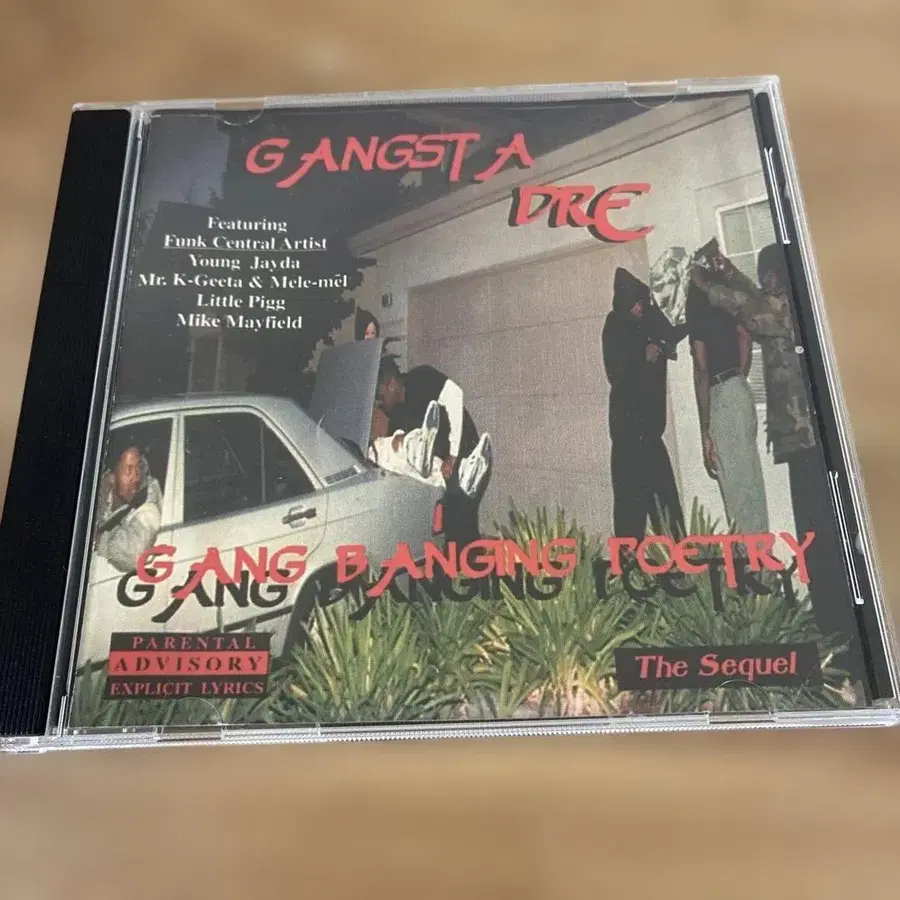 GANGSTA
DRE
Featuring
Funk Central Artist
Young Jayda
Mr. K-Geeta & Mele-mël
Little Pigg
Mike Mayfield
GANG BANGING POETRY
PARENTAL
ADVISORY
EXPLICIT LYRICS
The Sequel